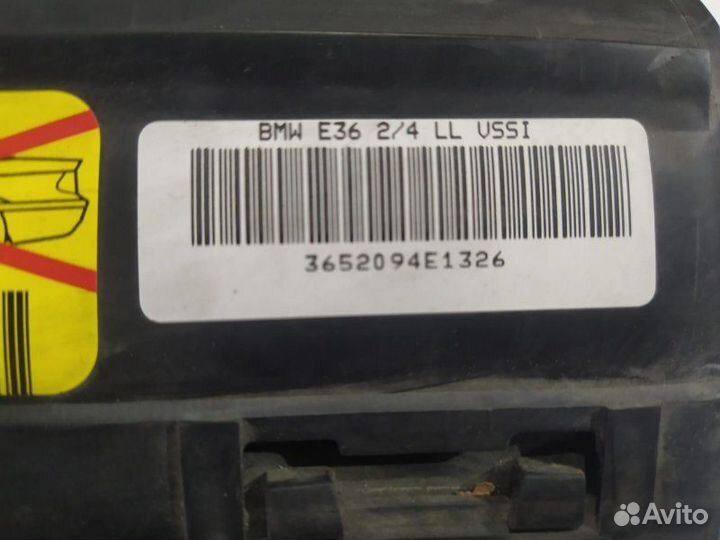 BMW E36 2/4 LL VSSI
3652094E1326
Avito